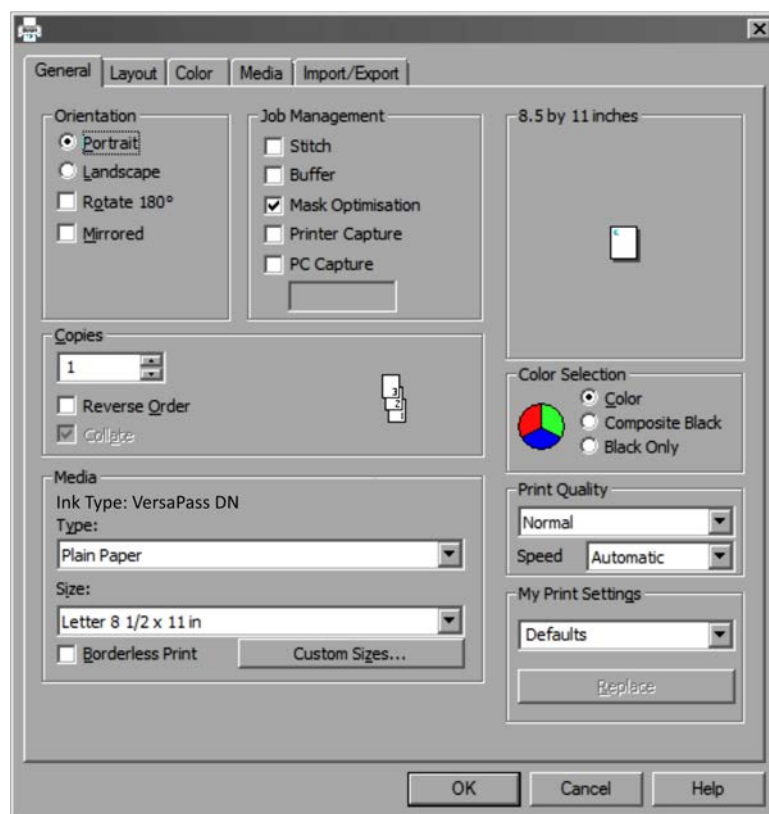 General Layout Color Media Import/Export
Orientation
Portrait
Landscape
Rotate 180°
Mirrored
Job Management
Stitch
Buffer
Mask Optimisation
Printer Capture
PC Capture
8.5 by 11 inches
Copies
1
Reverse Order
Collate
3
2
1
Color Selection
Color
Composite Black
Black Only
Media
Ink Type: VersaPass DN
Type:
Plain Paper
Size:
Letter 8 1/2 x 11 in
Borderless Print Custom Sizes...
Print Quality
Normal
Speed Automatic
My Print Settings
Defaults
Replace
OK Cancel Help